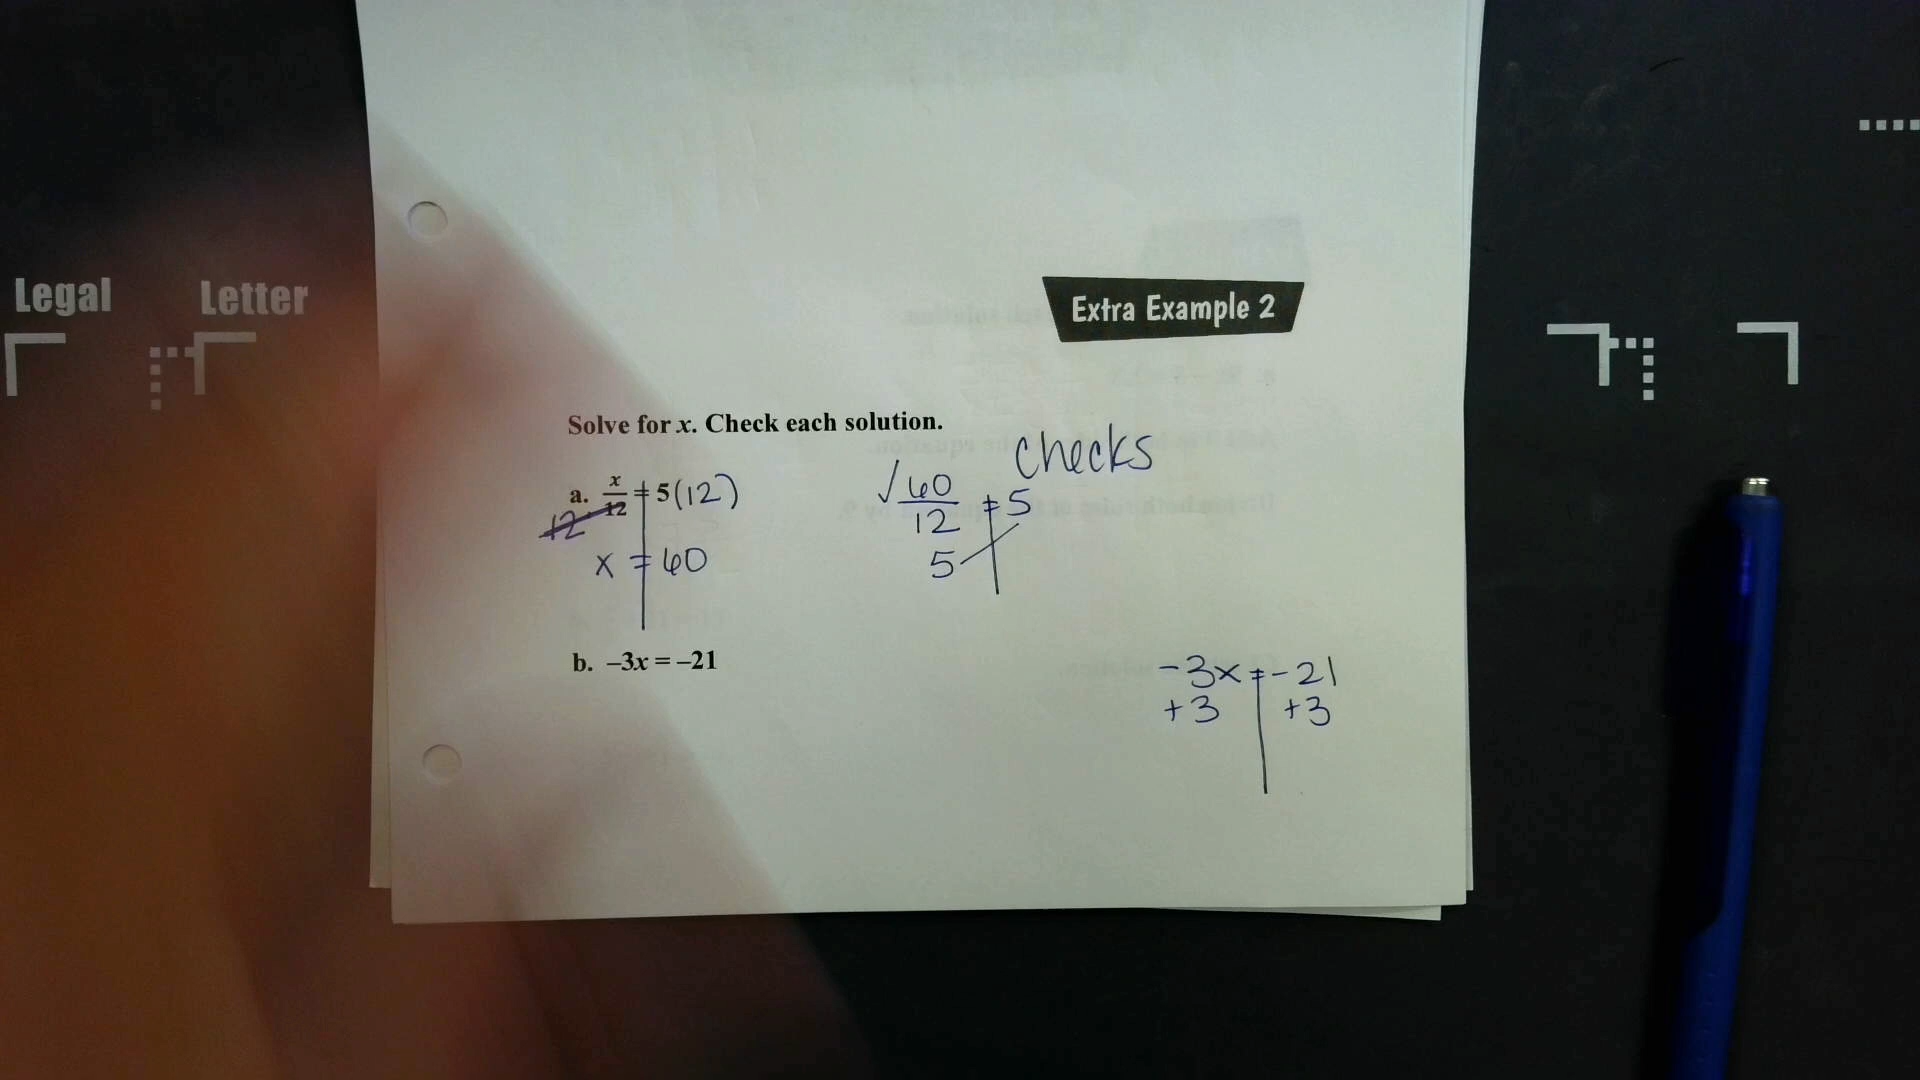 Legal Letter
Extra Example 2
Solve for x. Check each solution.
checks
a. x/12 = 5(12)
12
x = 60
√ 60/12 = 5
5
b. –3x = –21
-3x = -21
+3 +3